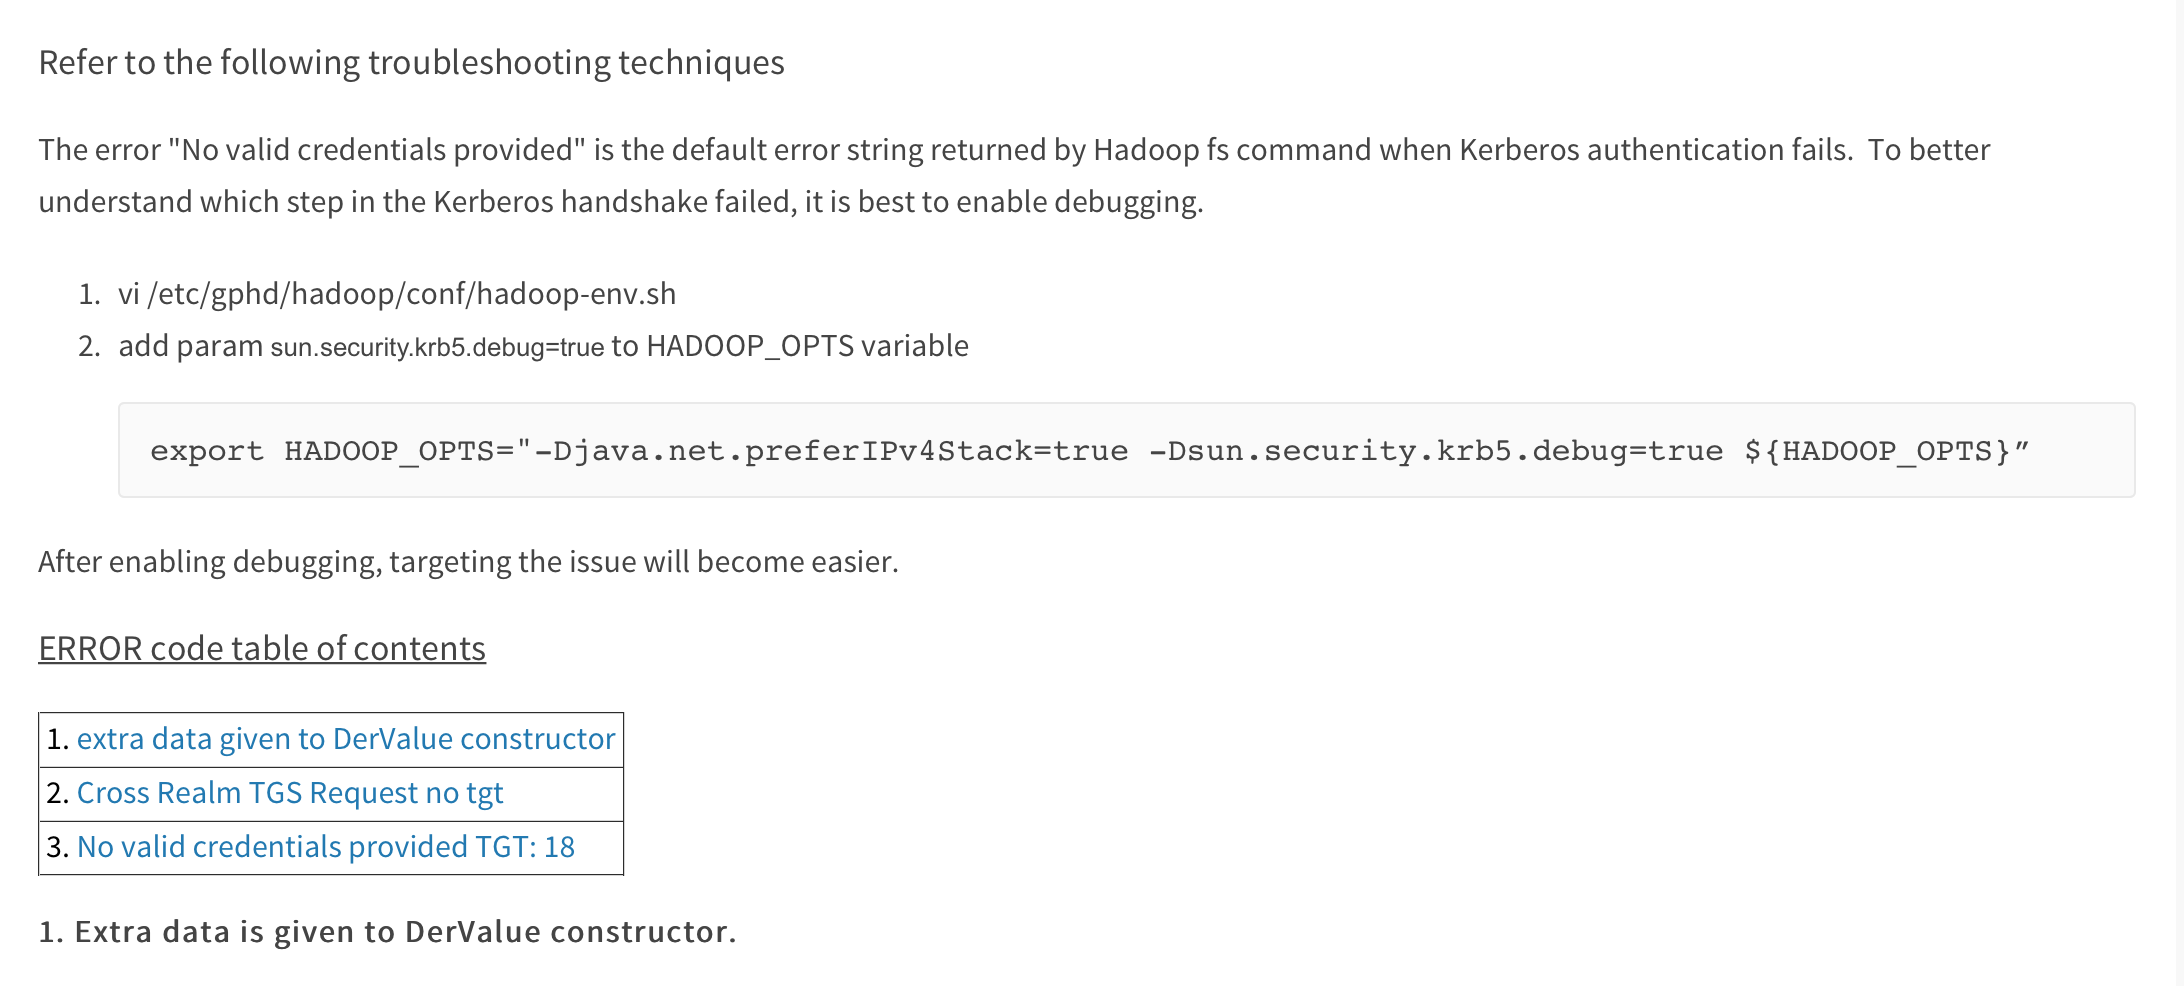 Refer to the following troubleshooting techniques
The error "No valid credentials provided" is the default error string returned by Hadoop fs command when Kerberos authentication fails.  To better
understand which step in the Kerberos handshake failed, it is best to enable debugging.
1. vi /etc/gphd/hadoop/conf/hadoop-env.sh
2. add param sun.security.krb5.debug=true to HADOOP_OPTS variable
export HADOOP_OPTS="-Djava.net.preferIPv4Stack=true -Dsun.security.krb5.debug=true ${HADOOP_OPTS}”
After enabling debugging, targeting the issue will become easier.
ERROR code table of contents
1. extra data given to DerValue constructor
2. Cross Realm TGS Request no tgt
3. No valid credentials provided TGT: 18
1. Extra data is given to DerValue constructor.